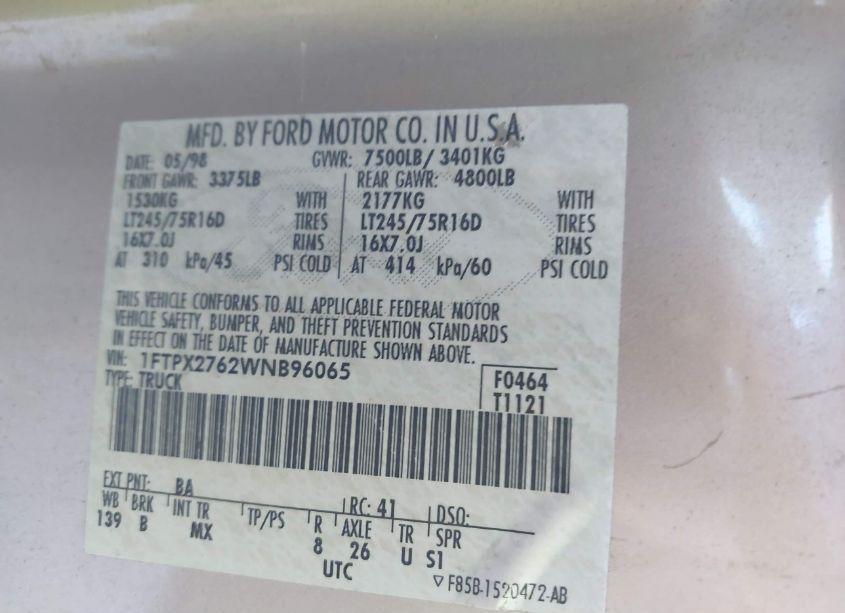 MFD. BY FORD MOTOR CO. IN U.S.A.
DATE: 05/98 GVWR: 7500LB/ 3401KG
FRONT GAWR: 3375LB REAR GAWR: 4800LB
1530KG WITH 2177KG WITH
LT245/75R16D TIRES LT245/75R16D TIRES
16X7.0J RIMS 16X7.0J RIMS
AT 310 kPa/45 PSI COLD AT 414 kPa/60 PSI COLD
THIS VEHICLE CONFORMS TO ALL APPLICABLE FEDERAL MOTOR
VEHICLE SAFETY, BUMPER, AND THEFT PREVENTION STANDARDS
IN EFFECT ON THE DATE OF MANUFACTURE SHOWN ABOVE.
VIN: 1FTPX2762WNB96065
TYPE: TRUCK
F0464
T1121
EXT PNT: BA RC: 41 DSO:
WB BRK INT TR TP/PS R AXLE TR SPR
139 B MX 8 26 U S1
UTC
▽ F85B-1520472-AB